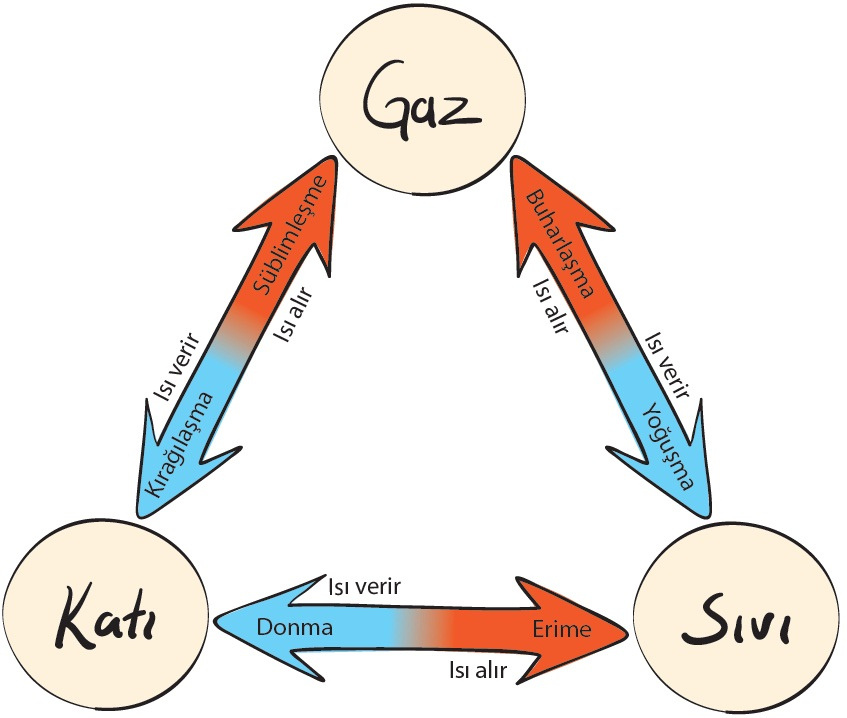 Gaz
Süblimleşme
Isı alır
Isı verir
Kırağılaşma
Buharlaşma
Isı alır
Isı verir
Yoğuşma
Katı
Isı verir
Donma
Erime
Isı alır
Sıvı